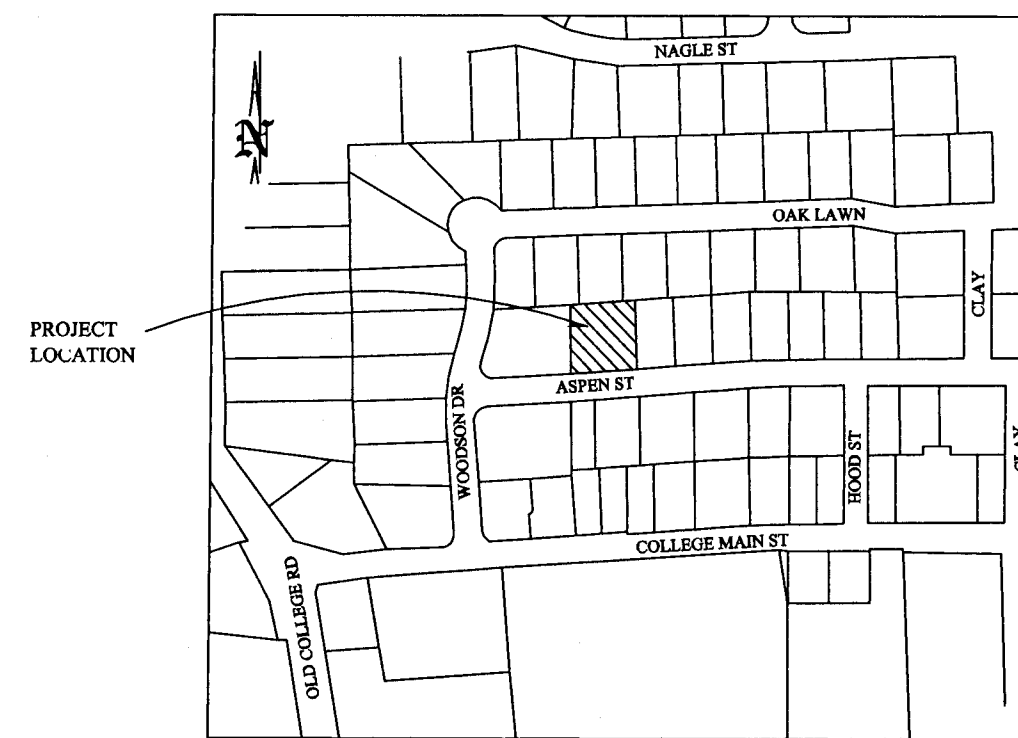 NAGLE ST
N
OAK LAWN
CLAY
PROJECT
LOCATION
ASPEN ST
WOODSON DR
HOOD ST
CLAY
COLLEGE MAIN ST
OLD COLLEGE RD